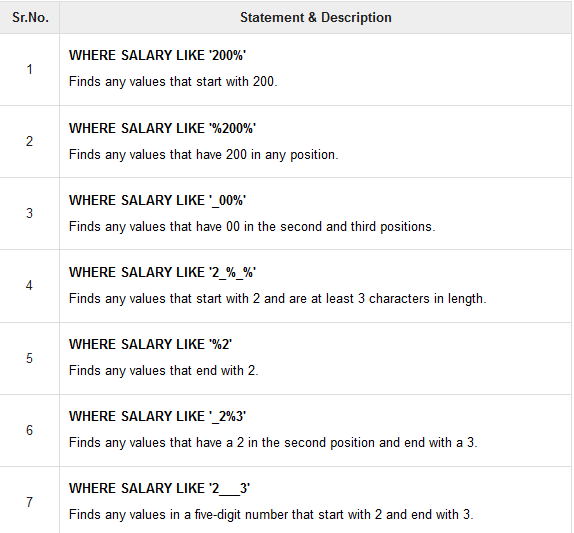 Sr.No. Statement & Description
WHERE SALARY LIKE '200%'
1
Finds any values that start with 200.
WHERE SALARY LIKE '%200%'
2
Finds any values that have 200 in any position.
WHERE SALARY LIKE '_00%'
3
Finds any values that have 00 in the second and third positions.
WHERE SALARY LIKE '2_%_%'
4
Finds any values that start with 2 and are at least 3 characters in length.
WHERE SALARY LIKE '%2'
5
Finds any values that end with 2.
WHERE SALARY LIKE '_2%3'
6
Finds any values that have a 2 in the second position and end with a 3.
WHERE SALARY LIKE '2___3'
7
Finds any values in a five-digit number that start with 2 and end with 3.